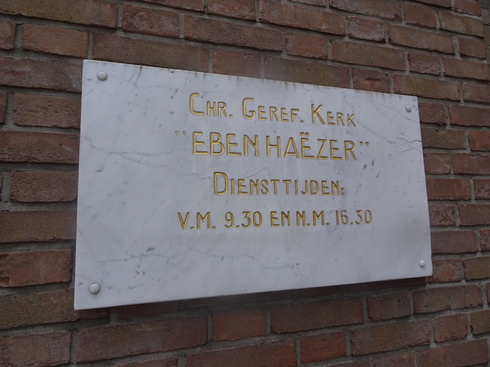 CHR. GEREF. KERK
"EBEN HAËZER"
DIENSTTIJDEN:
V.M. 9.30 EN N.M. 16.30